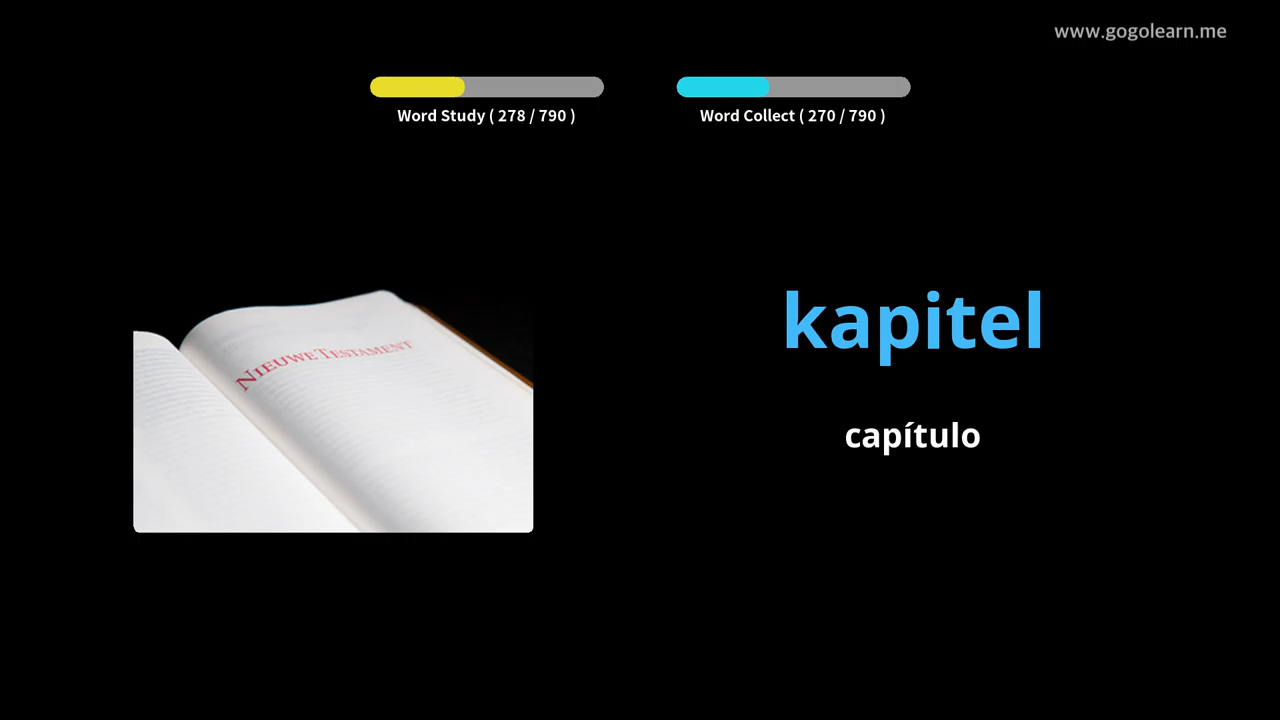 www.gogolearn.me
Word Study ( 278 / 790 )
Word Collect ( 270 / 790 )
NIEUWE TESTAMENT
kapitel
capítulo